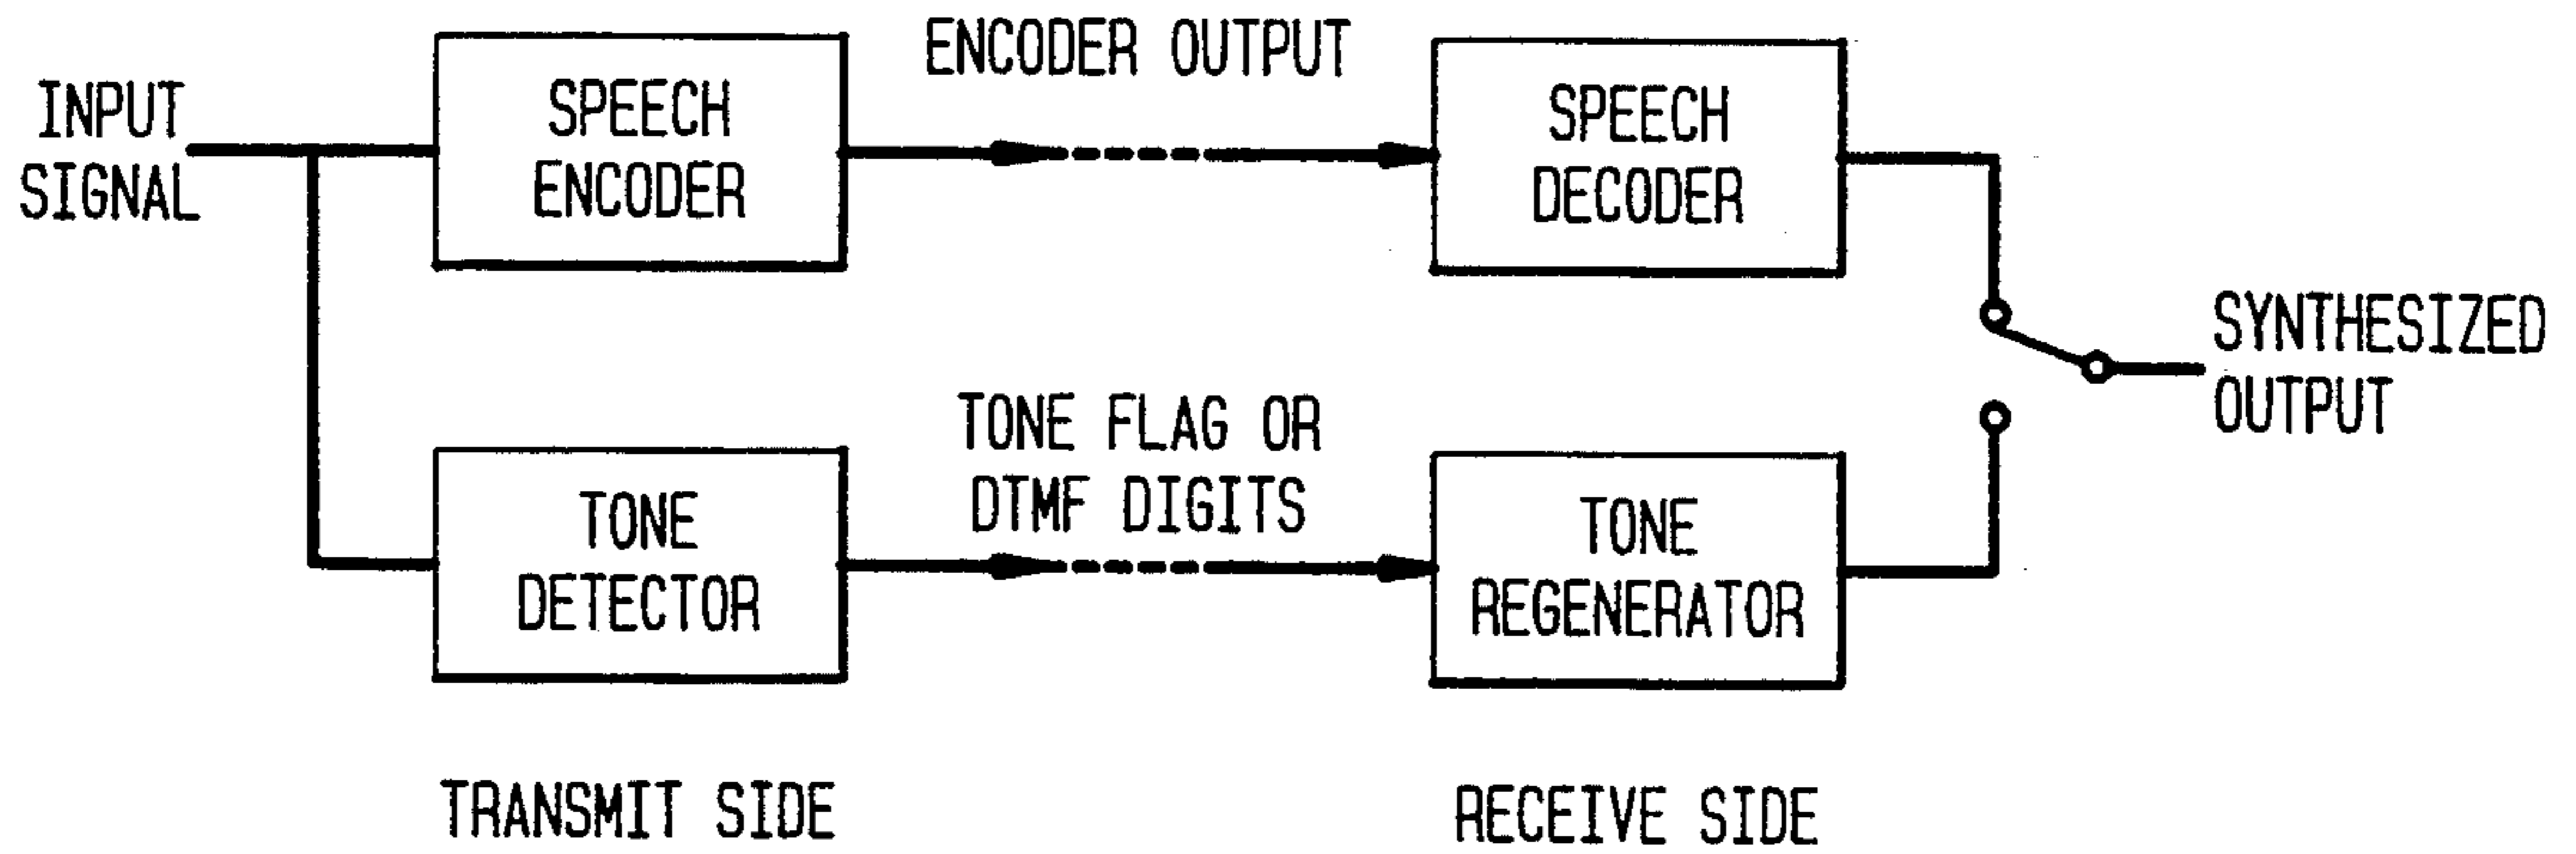 INPUT
SIGNAL
SPEECH
ENCODER
ENCODER OUTPUT
SPEECH
DECODER
SYNTHESIZED
OUTPUT
TONE
DETECTOR
TONE FLAG OR
DTMF DIGITS
TONE
REGENERATOR
TRANSMIT SIDE
RECEIVE SIDE